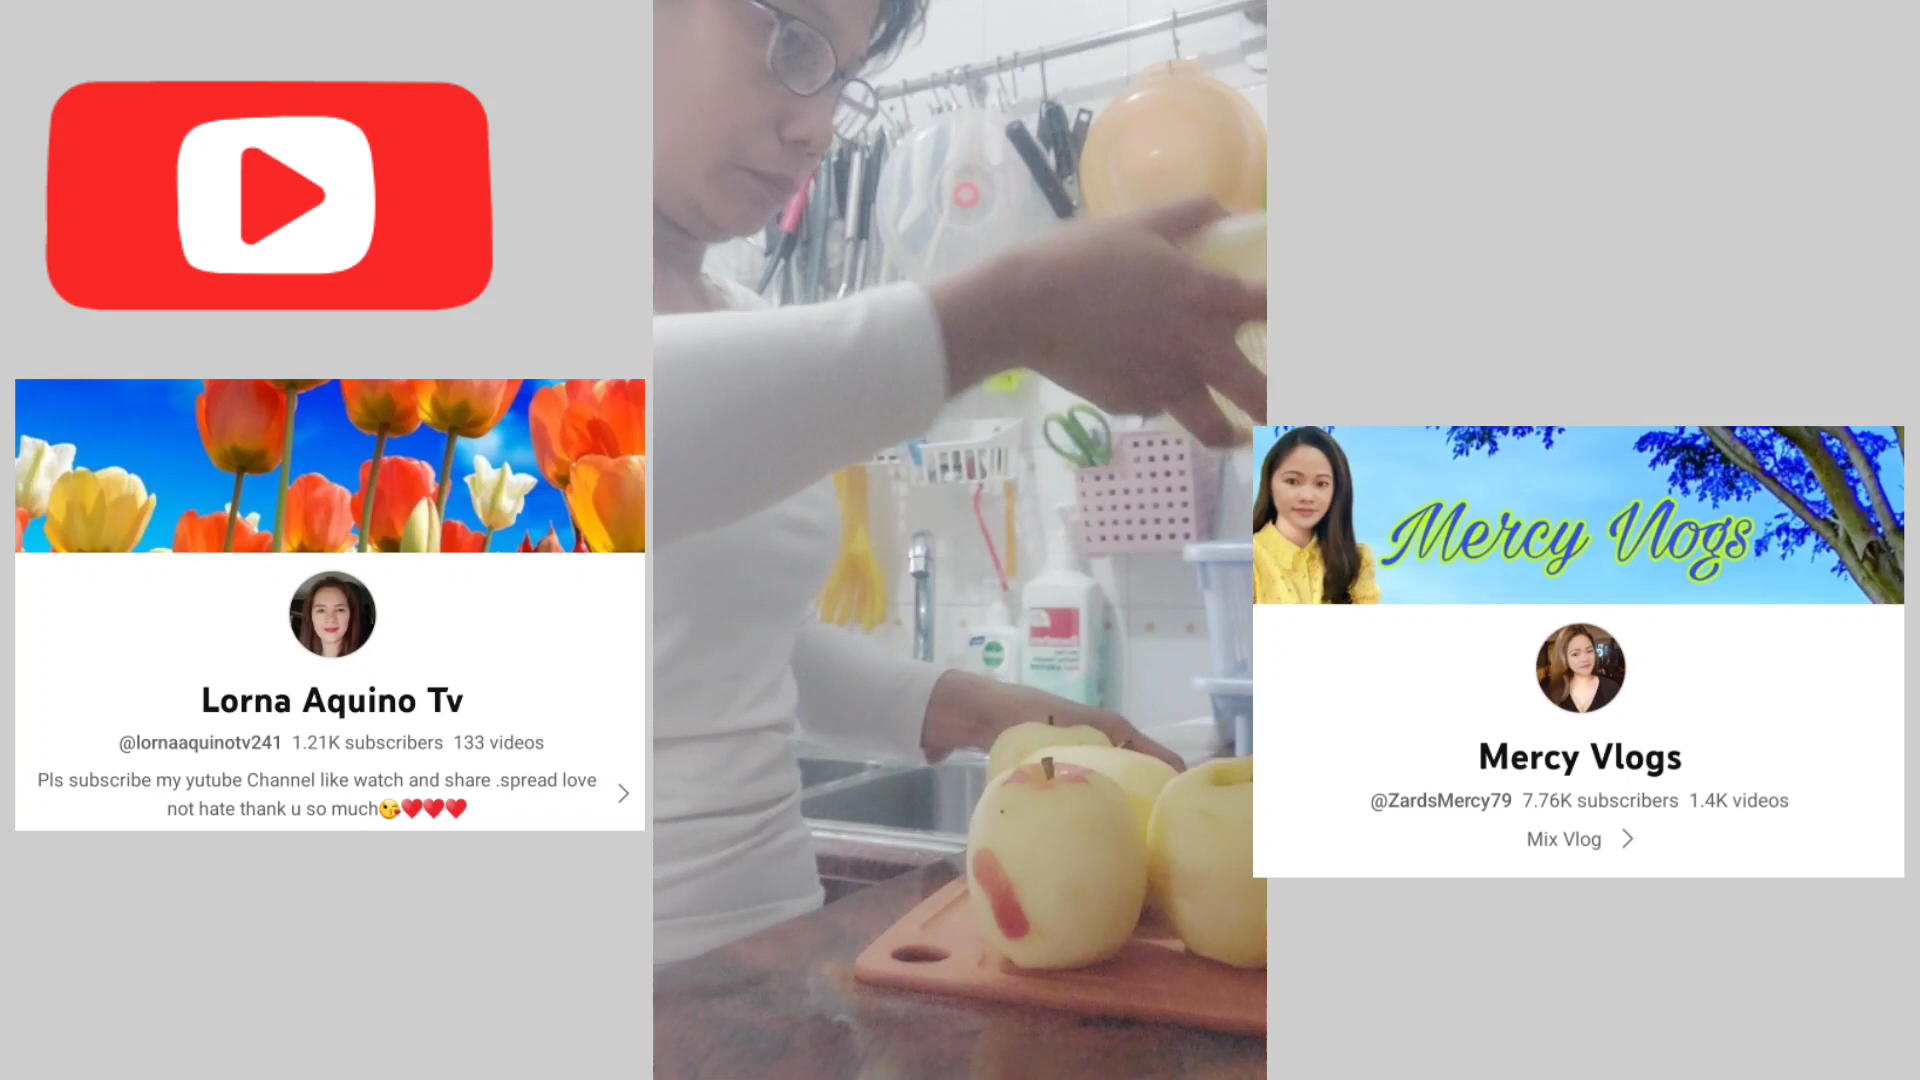 Lorna Aquino Tv
@lornaaquinotv241 1.21K subscribers 133 videos
Pls subscribe my yutube Channel like watch and share .spread love
not hate thank u so much😘❤️❤️❤️
Mercy Vlogs
Mercy Vlogs
@ZardsMercy79 7.76K subscribers 1.4K videos
Mix Vlog